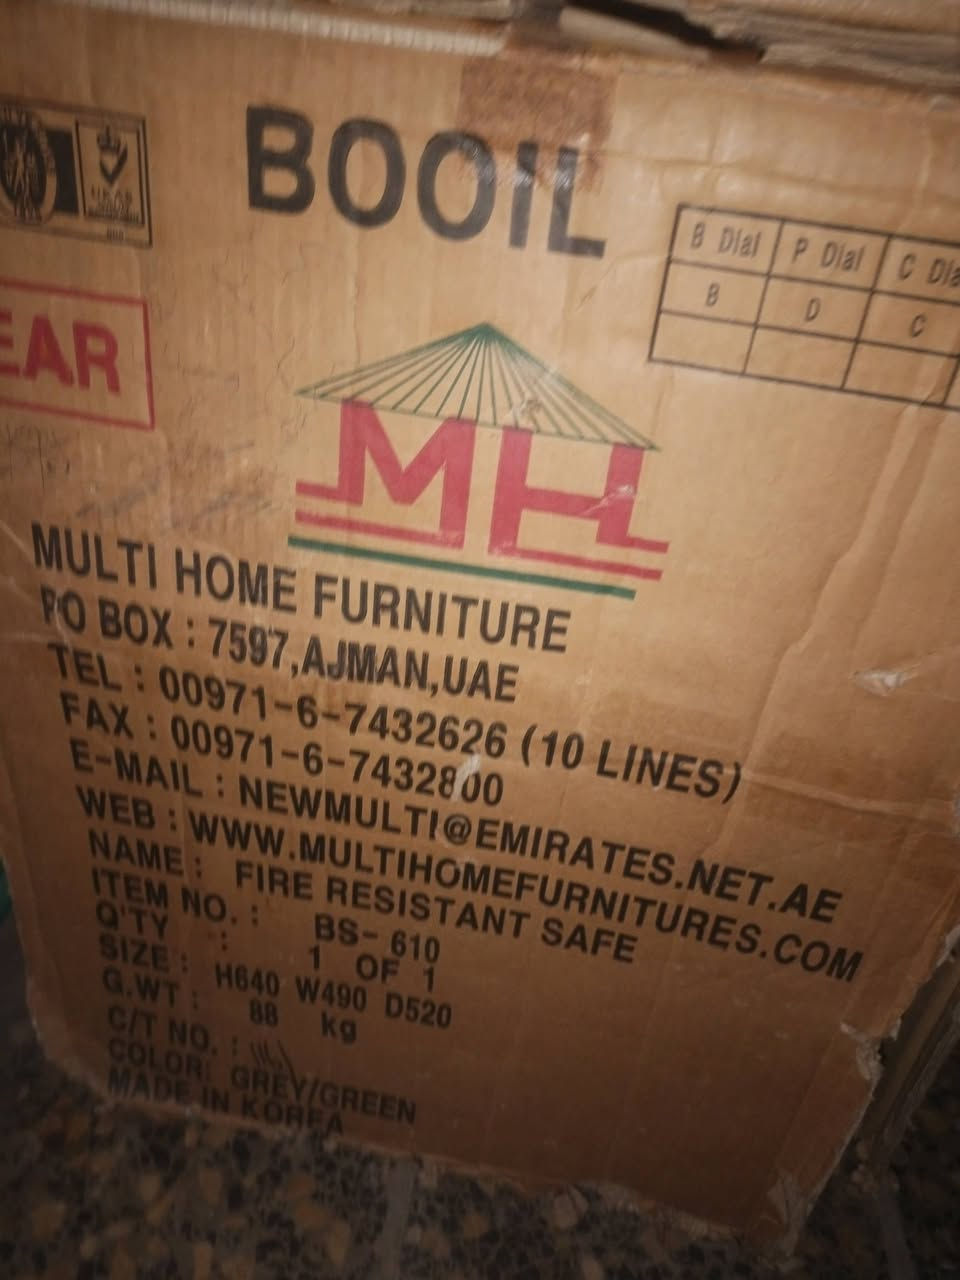 BOOIL
B Dial P Dial C Dia
B D C
EAR
MH
MULTI HOME FURNITURE
PO BOX : 7597,AJMAN,UAE
TEL : 00971-6-7432626 (10 LINES)
FAX : 00971-6-7432800
E-MAIL : NEWMULTI@EMIRATES.NET.AE
WEB : WWW.MULTIHOMEFURNITURES.COM
NAME : FIRE RESISTANT SAFE
ITEM NO. : BS-610
Q'TY : 1 OF 1
SIZE : H640 W490 D520
G.WT : 88 kg
C/T NO. :
COLOR: GREY/GREEN
MADE IN KOREA